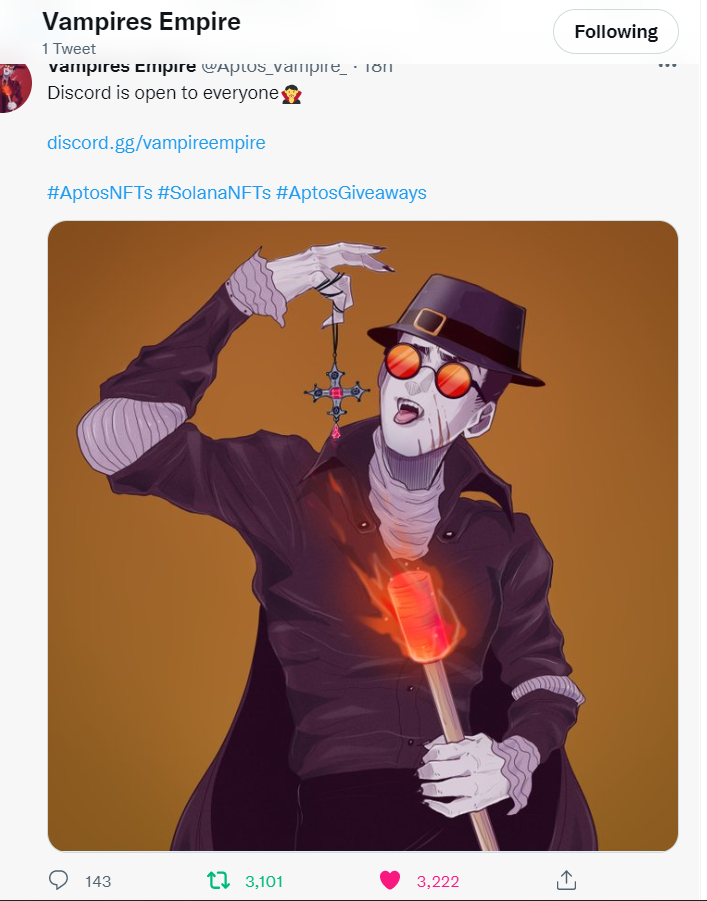 Vampires Empire
1 Tweet
Following
Vampires Empire @Aptos_Vampire_ · 18h
Discord is open to everyone🧛
discord.gg/vampireempire
#AptosNFTs #SolanaNFTs #AptosGiveaways
143 3,101 3,222